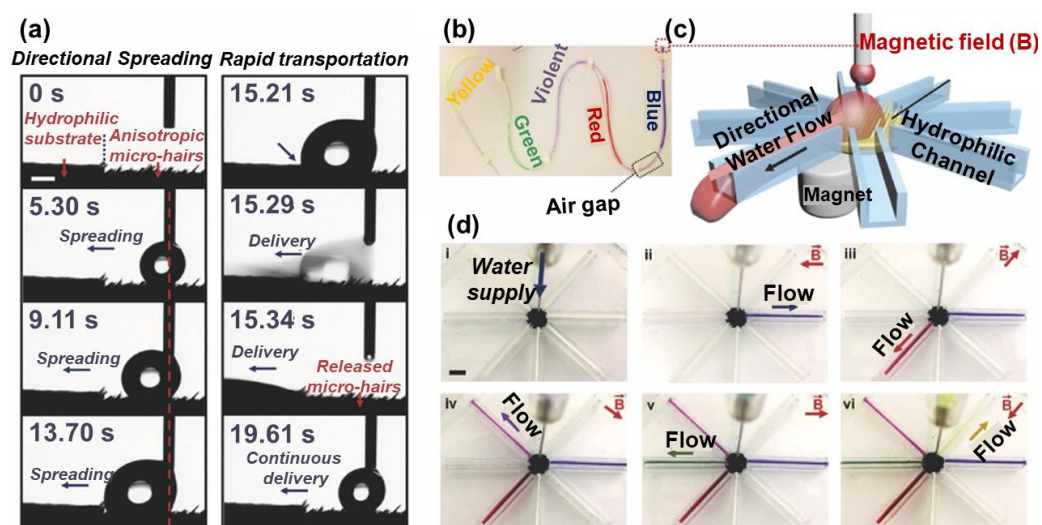 (a)
Directional Spreading
Rapid transportation
0 s
Hydrophilic
substrate
Anisotropic
micro-hairs
5.30 s
Spreading
9.11 s
Spreading
13.70 s
Spreading
15.21 s
15.29 s
Delivery
15.34 s
Delivery
Released
micro-hairs
19.61 s
Continuous
delivery
(b)
Yellow
Green
Violent
Red
Blue
Air gap
(c)
Magnetic field (B)
Directional
Water Flow
Hydrophilic
Channel
Magnet
(d)
i
Water
supply
ii
B
Flow
iii
B
Flow
iv
B
Flow
v
B
Flow
vi
B
Flow